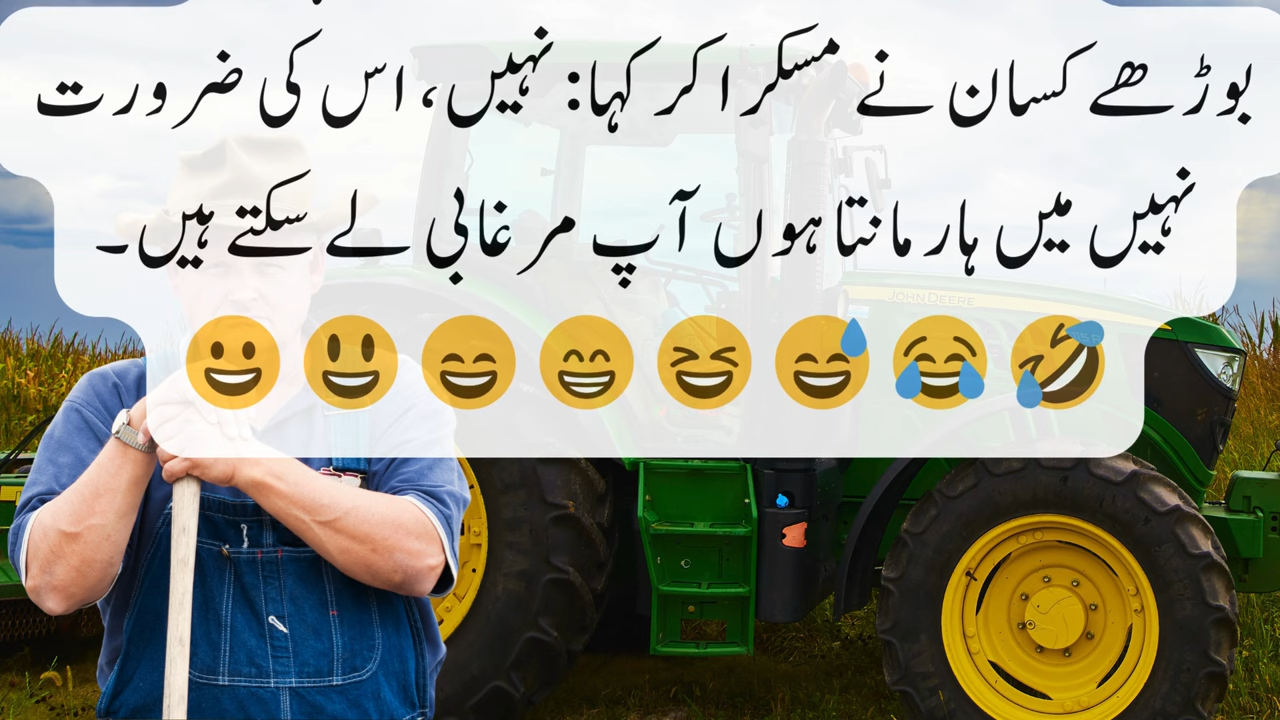 بوڑھے کسان نے مسکرا کر کہا: نہیں، اس کی ضرورت
نہیں میں ہار مانتا ہوں آپ مرغابی لے سکتے ہیں۔
😀😃😄😁😆😅😂🤣
JOHN DEERE